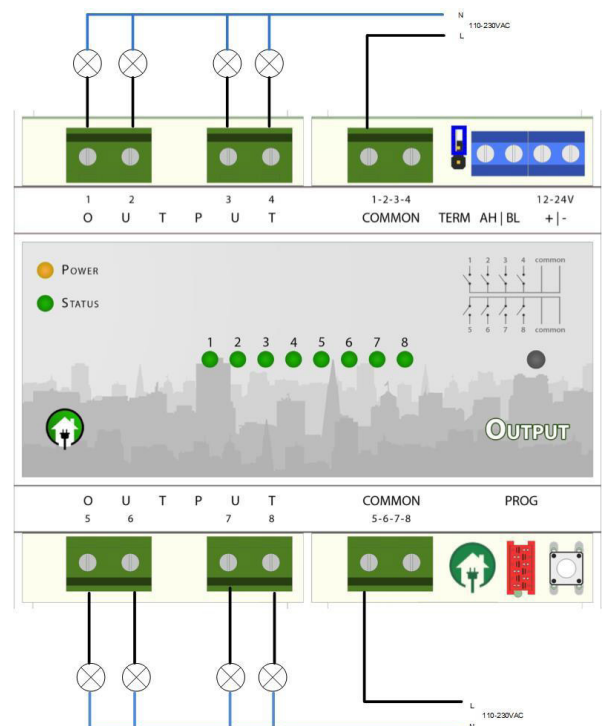 N
110-230VAC
L
1 2 3 4 1-2-3-4 12-24V
O U T P U T COMMON TERM AH | BL + | -
POWER
STATUS
1 2 3 4 common
5 6 7 8 common
1 2 3 4 5 6 7 8
OUTPUT
O U T P U T COMMON PROG
5 6 7 8 5-6-7-8
L
110-230VAC
N